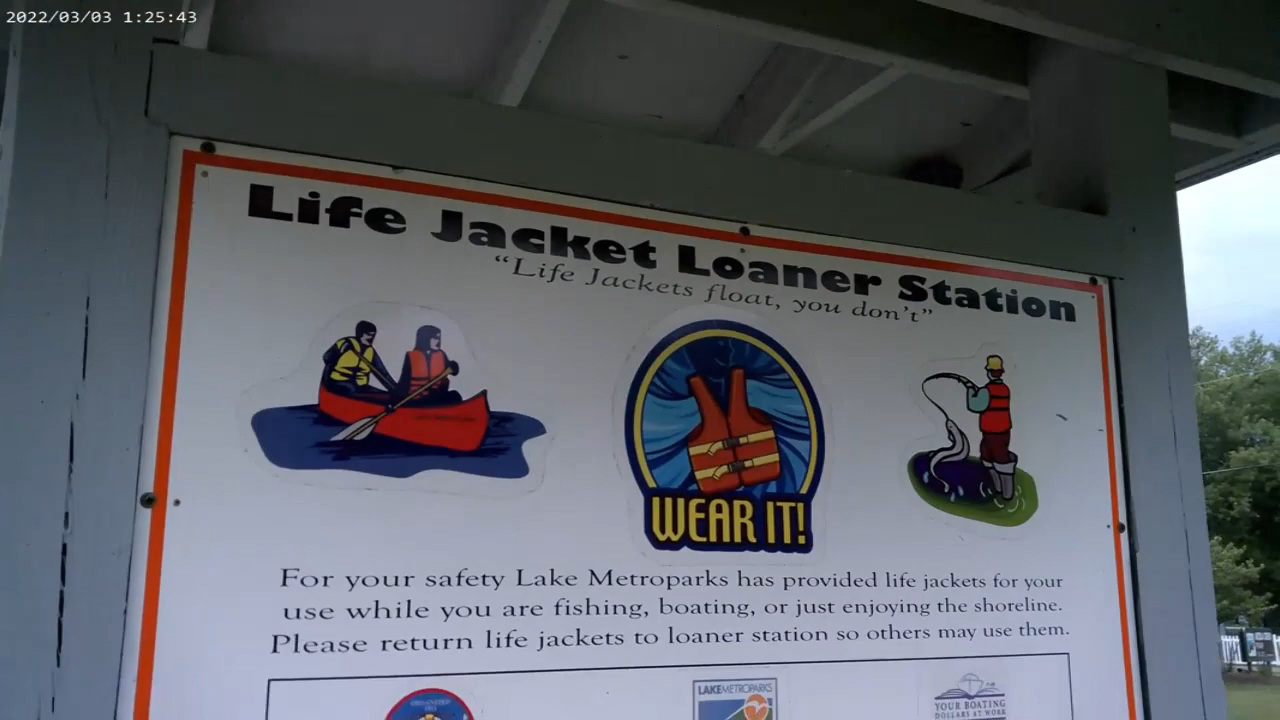 2022/03/03 1:25:43
Life Jacket Loaner Station
"Life Jackets float, you don't"
WEAR IT!
For your safety Lake Metroparks has provided life jackets for your
use while you are fishing, boating, or just enjoying the shoreline.
Please return life jackets to loaner station so others may use them.
LAKEMETROPARKS
YOUR BOATING
DOLLARS AT WORK